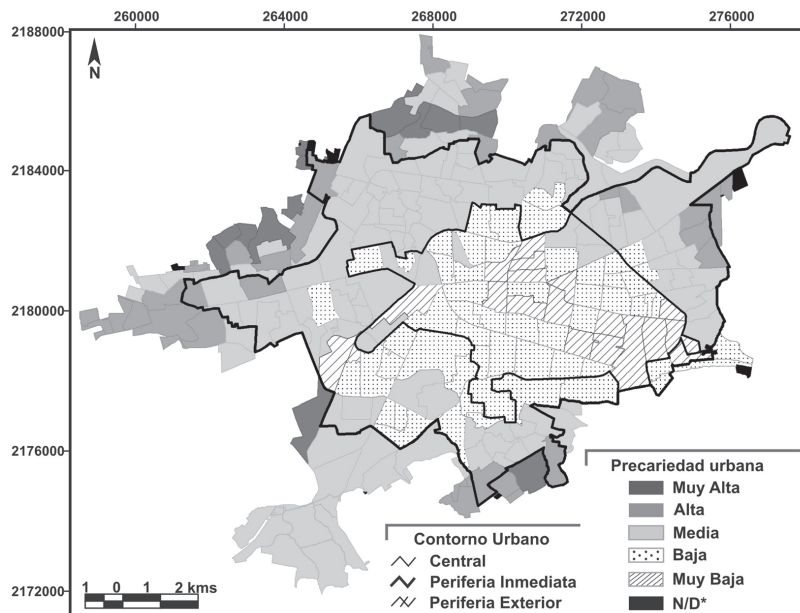 260000 264000 268000 272000 276000
2188000
N
2184000
2180000
2176000
2172000
Precariedad urbana
Muy Alta
Alta
Media
Baja
Muy Baja
N/D*
Contorno Urbano
Central
Periferia Inmediata
Periferia Exterior
1 0 1 2 kms